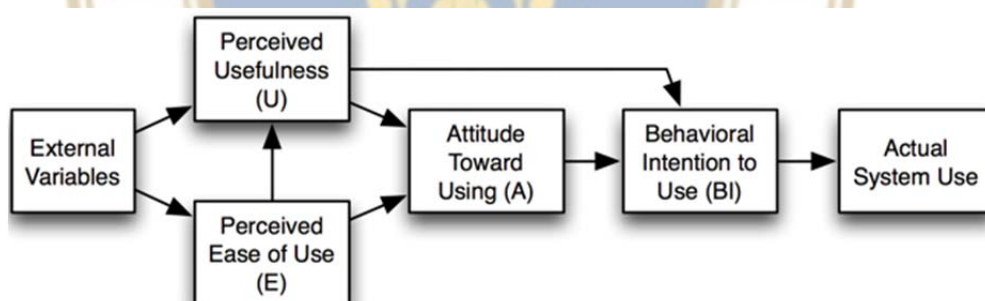 External
Variables
Perceived
Usefulness
(U)
Perceived
Ease of Use
(E)
Attitude
Toward
Using (A)
Behavioral
Intention to
Use (BI)
Actual
System Use